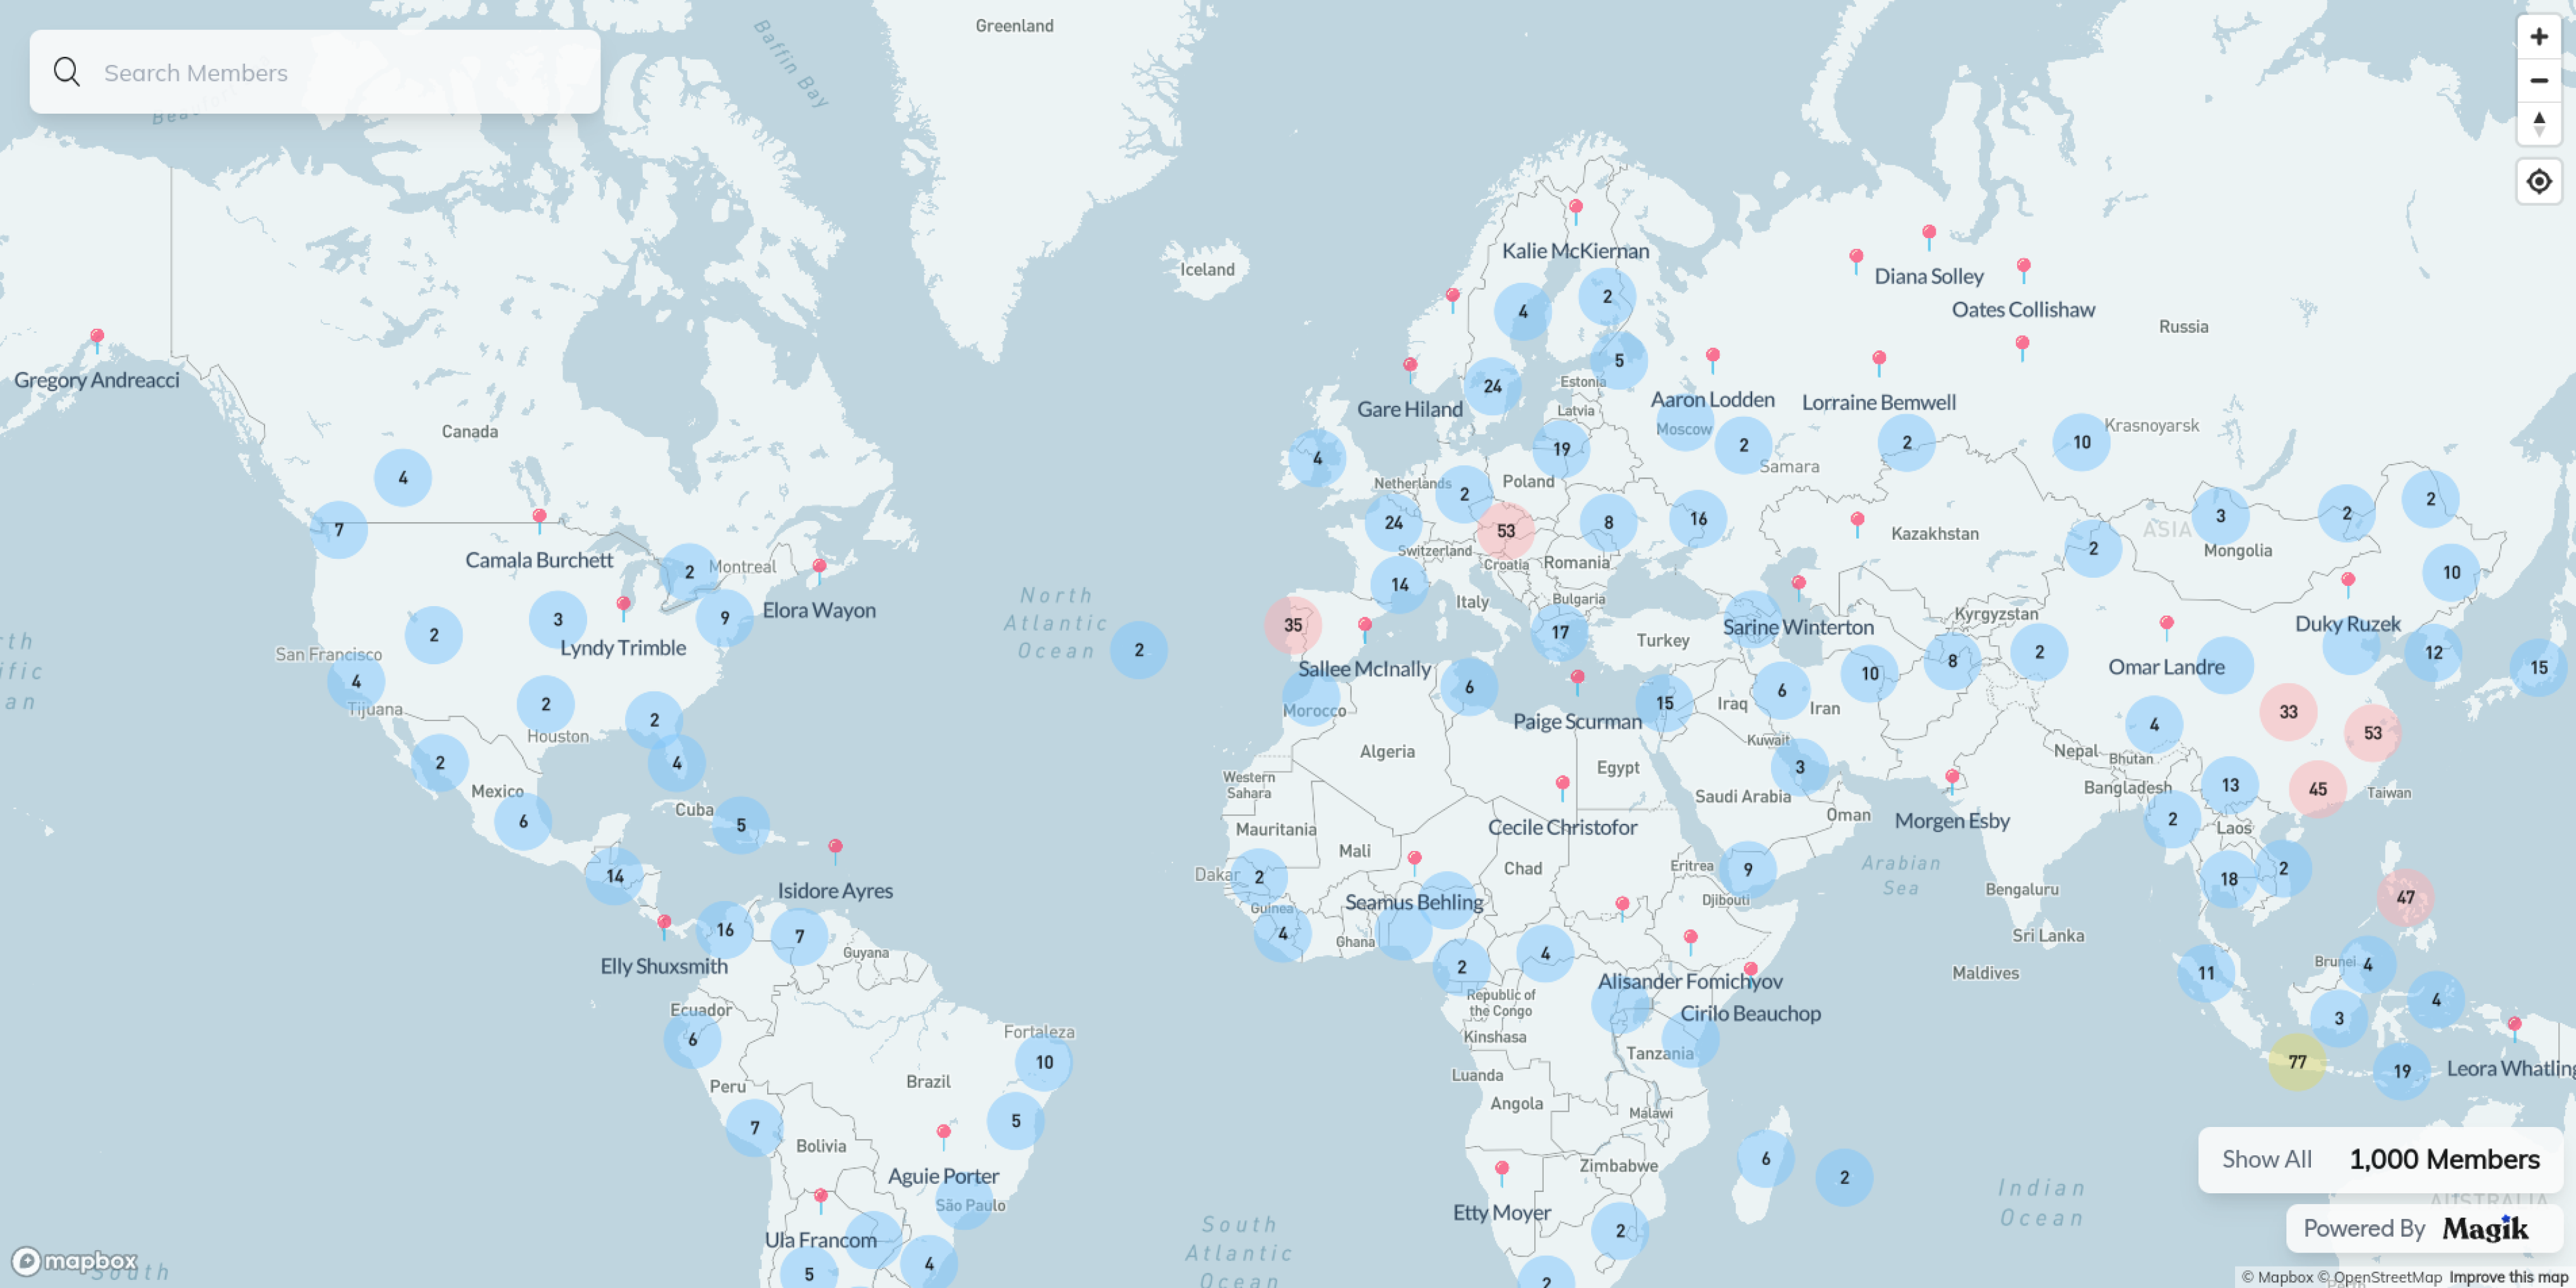 Greenland
Baffin Bay
Search Members
Iceland
Kalie McKiernan
Diana Solley
Oates Collishaw
Russia
2
4
5
Gregory Andreacci
24
Estonia
Gare Hiland
Latvia
Aaron Lodden
Lorraine Bemwell
Moscow
Krasnoyarsk
Canada
4
19
2
2
10
Samara
4
Netherlands
2
Poland
2
7
24
53
8
16
3
2
ASIA
Kazakhstan
Mongolia
2
Switzerland
Croatia
Romania
Camala Burchett
2
Montreal
10
14
North
Atlantic
Ocean
Italy
Bulgaria
Elora Wayon
Kyrgyzstan
3
9
35
17
Sarine Winterton
Duky Ruzek
2
Turkey
Lyndy Trimble
San Francisco
2
8
2
12
15
Sallee McInally
Omar Landre
4
6
10
6
Tijuana
2
2
Morocco
15
Iraq
Iran
33
Paige Scurman
4
53
Houston
Kuwait
Algeria
Nepal
Bhutan
2
4
3
Egypt
Western
Sahara
Mexico
Saudi Arabia
Bangladesh
13
45
Taiwan
Cuba
5
6
Mauritania
Cecile Christofor
Oman
Morgen Esby
2
Laos
Mali
Chad
Eritrea
9
Arabian
Sea
14
Dakar
2
18
2
Isidore Ayres
Seamus Behling
Djibouti
Bengaluru
47
Guinea
16
7
4
Ghana
Sri Lanka
Guyana
4
Elly Shuxsmith
2
Maldives
11
Brunei
4
Alisander Fomichyov
Republic of
the Congo
Cirilo Beauchop
4
Ecuador
3
Fortaleza
6
Kinshasa
Tanzania
10
77
19
Leora Whatling
Luanda
Brazil
Peru
Angola
Malawi
5
7
Bolivia
6
Zimbabwe
Show All
1,000 Members
Aguie Porter
2
Indian
Ocean
São Paulo
AUSTRALIA
Etty Moyer
South
Atlantic
Ocean
2
Powered By
Magik
Ula Francom
4
5
2
mapbox
South
© Mapbox © OpenStreetMap Improve this map